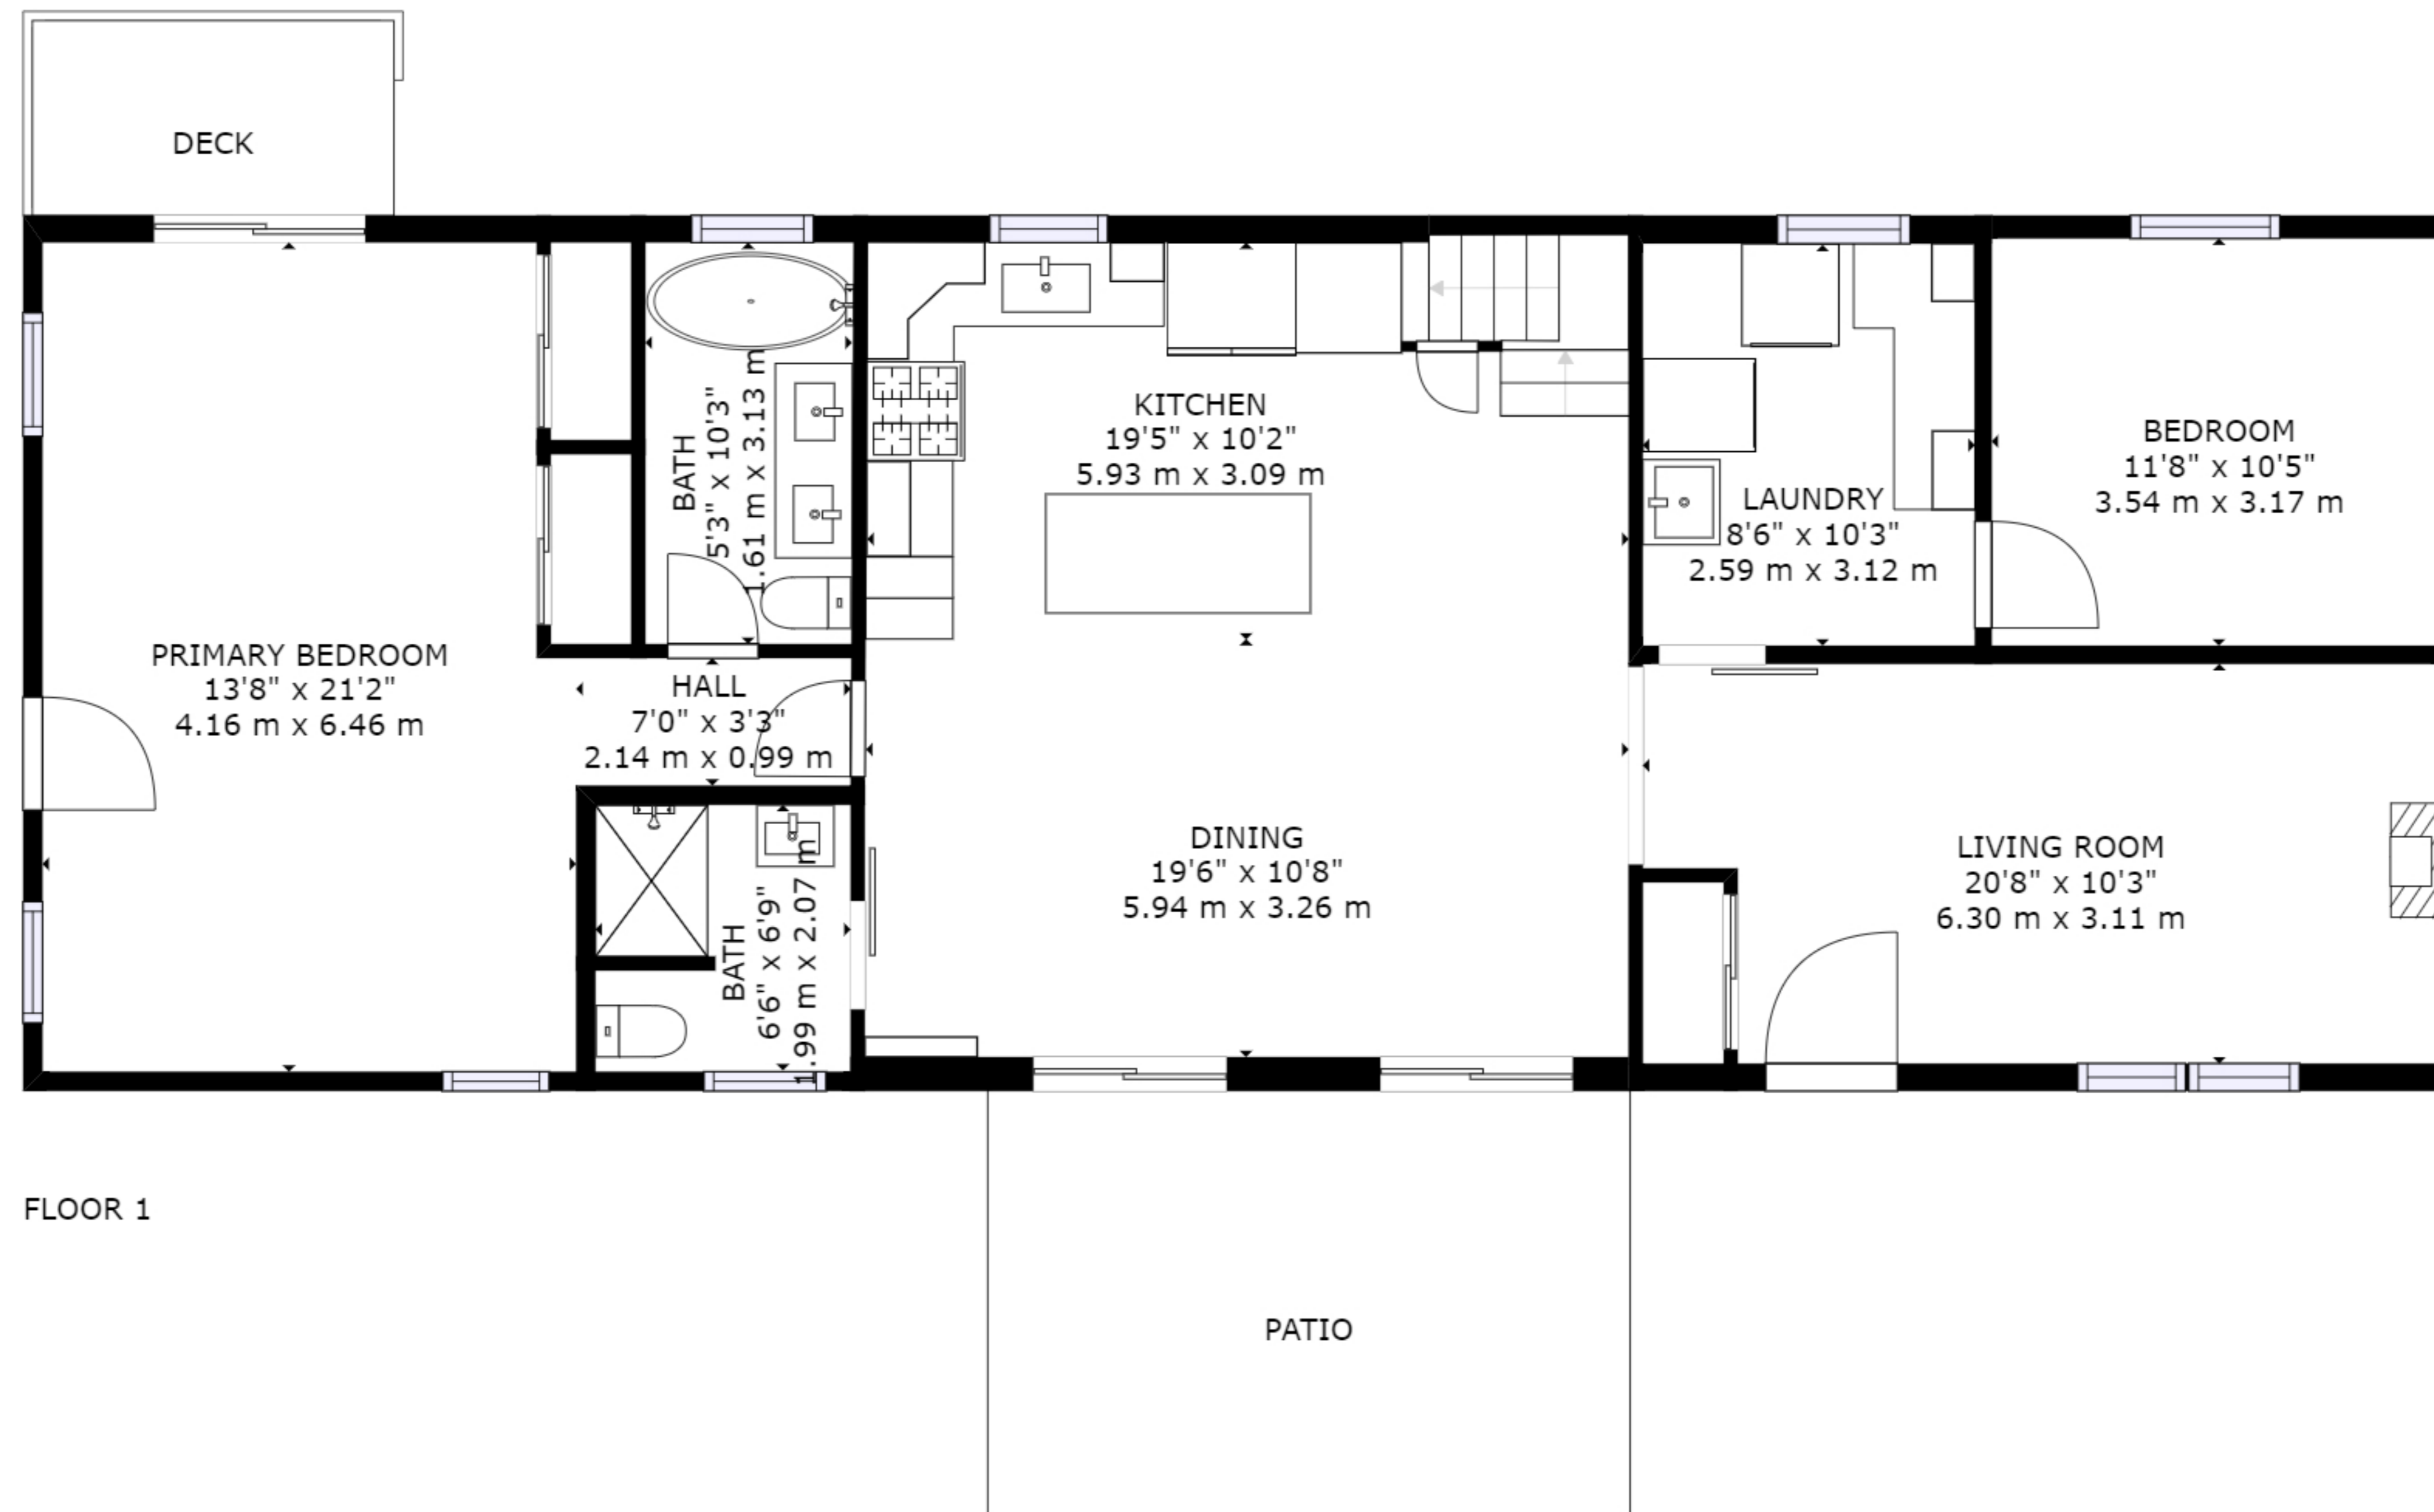 DECK
PRIMARY BEDROOM
13'8" x 21'2"
4.16 m x 6.46 m
BATH
5'3" x 10'3"
1.61 m x 3.13 m
HALL
7'0" x 3'3"
2.14 m x 0.99 m
BATH
6'6" x 6'9"
1.99 m x 2.07 m
KITCHEN
19'5" x 10'2"
5.93 m x 3.09 m
DINING
19'6" x 10'8"
5.94 m x 3.26 m
LAUNDRY
8'6" x 10'3"
2.59 m x 3.12 m
BEDROOM
11'8" x 10'5"
3.54 m x 3.17 m
LIVING ROOM
20'8" x 10'3"
6.30 m x 3.11 m
FLOOR 1
PATIO